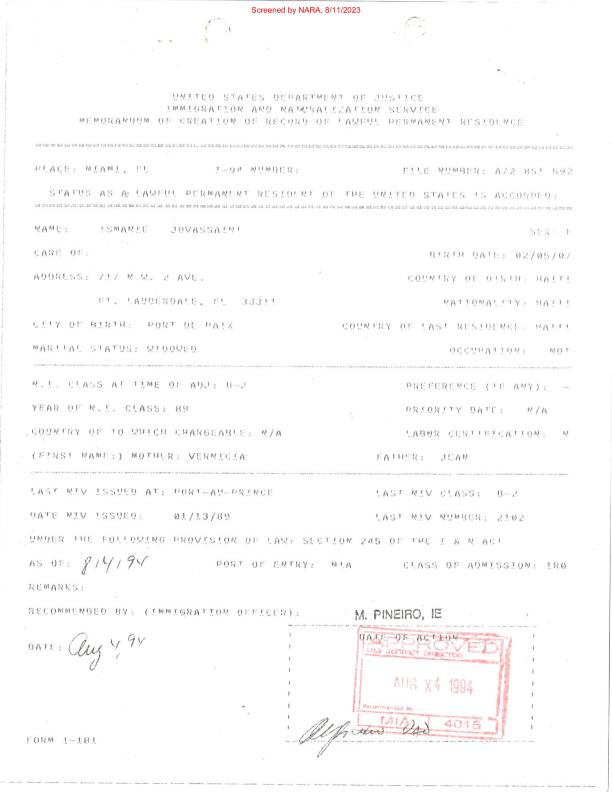 Screened by NARA, 8/11/2023
UNITED STATES DEPARTMENT OF JUSTICE
IMMIGRATION AND NATURALIZATION SERVICE
MEMORANDUM OF CREATION OF RECORD OF LAWFUL PERMANENT RESIDENCE
PLACE: MIAMI, FL I-94 NUMBER: FILE NUMBER: A72 851 592
STATUS AS A LAWFUL PERMANENT RESIDENT OF THE UNITED STATES IS ACCORDED:
NAME: ISMANIE JOVASSAINT SEX: F
CARE OF: BIRTH DATE: 02/05/07
ADDRESS: 717 N.W. 2 AVE. COUNTRY OF BIRTH: HAITI
FT. LAUDERDALE, FL 33311 NATIONALITY: HAITI
CITY OF BIRTH: PORT DE PAIX COUNTRY OF LAST RESIDENCE: HAITI
MARITAL STATUS: WIDOWED OCCUPATION: NOT
N.I. CLASS AT TIME OF ADJ: B-2 PREFERENCE (IF ANY): -
YEAR OF N.I. CLASS: 89 PRIORITY DATE: N/A
COUNTRY OF TO WHICH CHARGEABLE: N/A LABOR CERTIFICATION: N
(FIRST NAME:) MOTHER: VERNICIA FATHER: JEAN
LAST NIV ISSUED AT: PORT-AU-PRINCE LAST NIV CLASS: B-2
DATE NIV ISSUED: 01/13/89 LAST NIV NUMBER: 2102
UNDER THE FOLLOWING PROVISION OF LAW: SECTION 245 OF THE I & N ACT
AS OF: 8/4/94 PORT OF ENTRY: MIA CLASS OF ADMISSION: IR0
REMARKS:
RECOMMENDED BY: (IMMIGRATION OFFICER): M. PINEIRO, IE
DATE: Aug 4, 94 DATE OF ACTION
APPROVED
INS DISTRICT DIRECTOR
AUG X4 1994
Recommended By
MIA 4015
FORM I-181